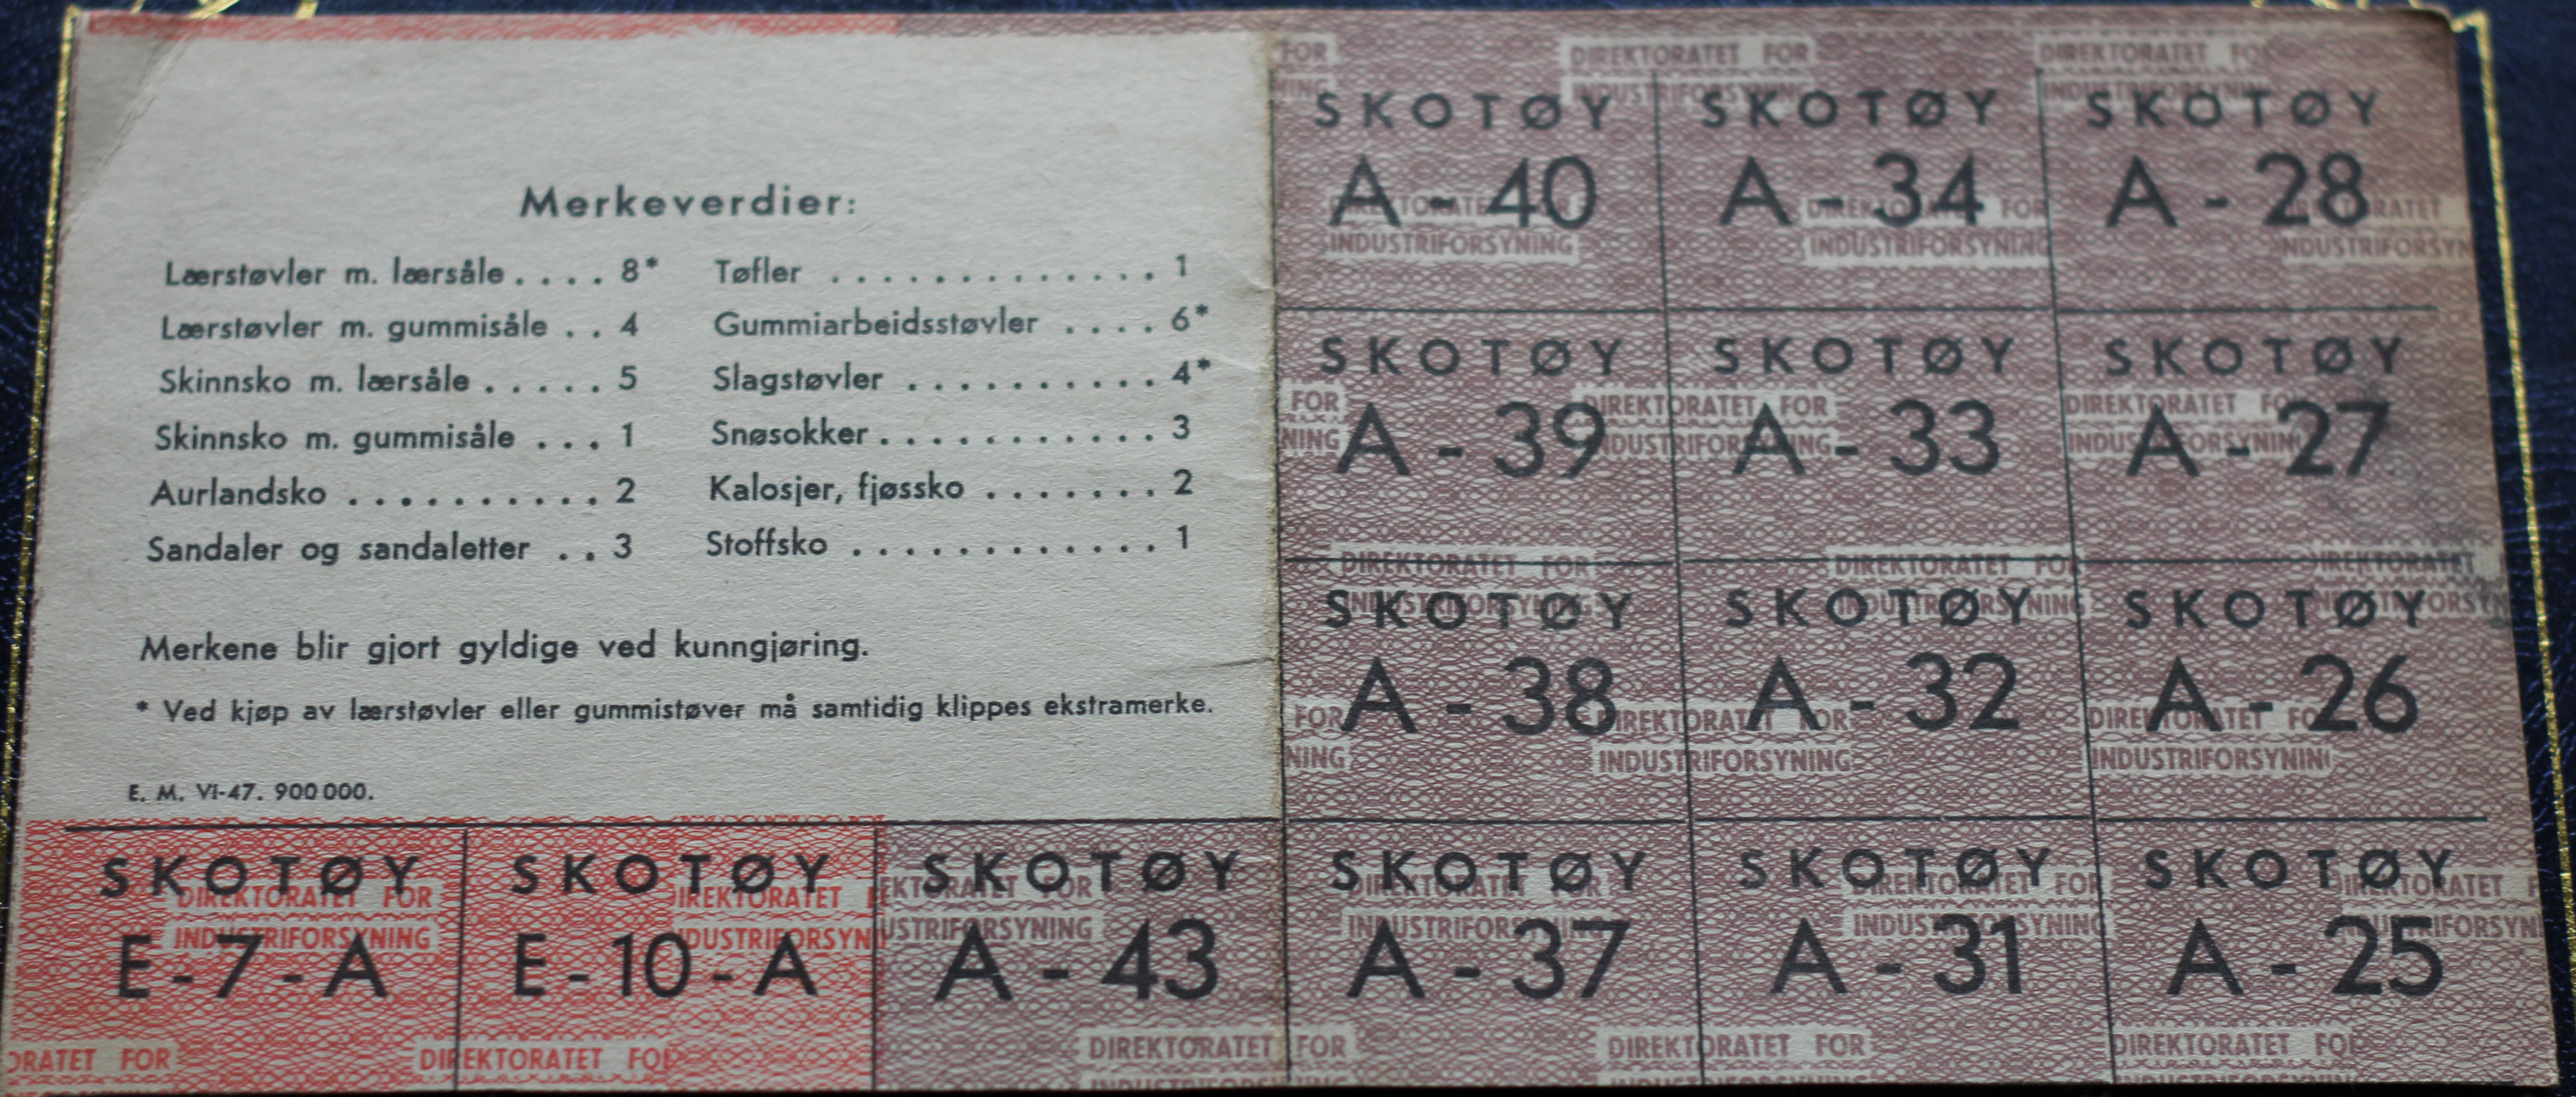 Merkeverdier:
Lærstøvler m. lærsåle . . . . 8*
Lærstøvler m. gummisåle . . 4
Skinnsko m. lærsåle . . . . . 5
Skinnsko m. gummisåle . . . 1
Aurlandsko . . . . . . . . . . 2
Sandaler og sandaletter . . 3
Tøfler . . . . . . . . . . . . . 1
Gummiarbeidsstøvler . . . . 6*
Slagstøvler . . . . . . . . . . 4*
Snøsokker . . . . . . . . . . . 3
Kalosjer, fjøssko . . . . . . . 2
Stoffsko . . . . . . . . . . . . 1
Merkene blir gjort gyldige ved kunngjøring.
* Ved kjøp av lærstøvler eller gummistøver må samtidig klippes ekstramerke.
E. M. VI-47. 900 000.
SKOTØY SKOTØY SKOTØY
A - 40 A - 34 A - 28
SKOTØY SKOTØY SKOTØY
A - 39 A - 33 A - 27
SKOTØY SKOTØY SKOTØY
A - 38 A - 32 A - 26
SKOTØY SKOTØY SKOTØY SKOTØY SKOTØY SKOTØY
E - 7 - A E - 10 - A A - 43 A - 37 A - 31 A - 25
DIREKTORATET FOR
INDUSTRIFORSYNING